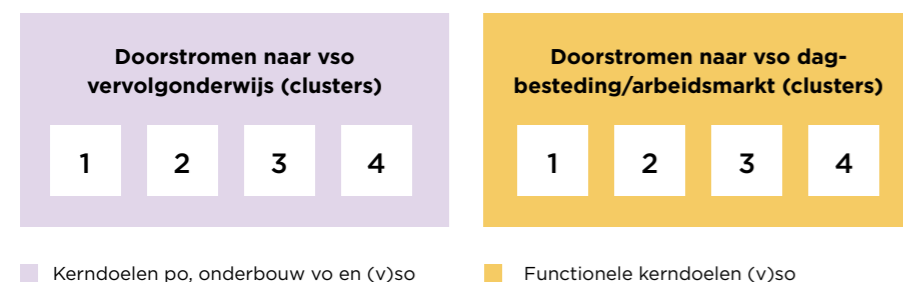 Doorstromen naar vso
vervolgonderwijs (clusters)
1 2 3 4
Doorstromen naar vso dag-
besteding/arbeidsmarkt (clusters)
1 2 3 4
Kerndoelen po, onderbouw vo en (v)so
Functionele kerndoelen (v)so